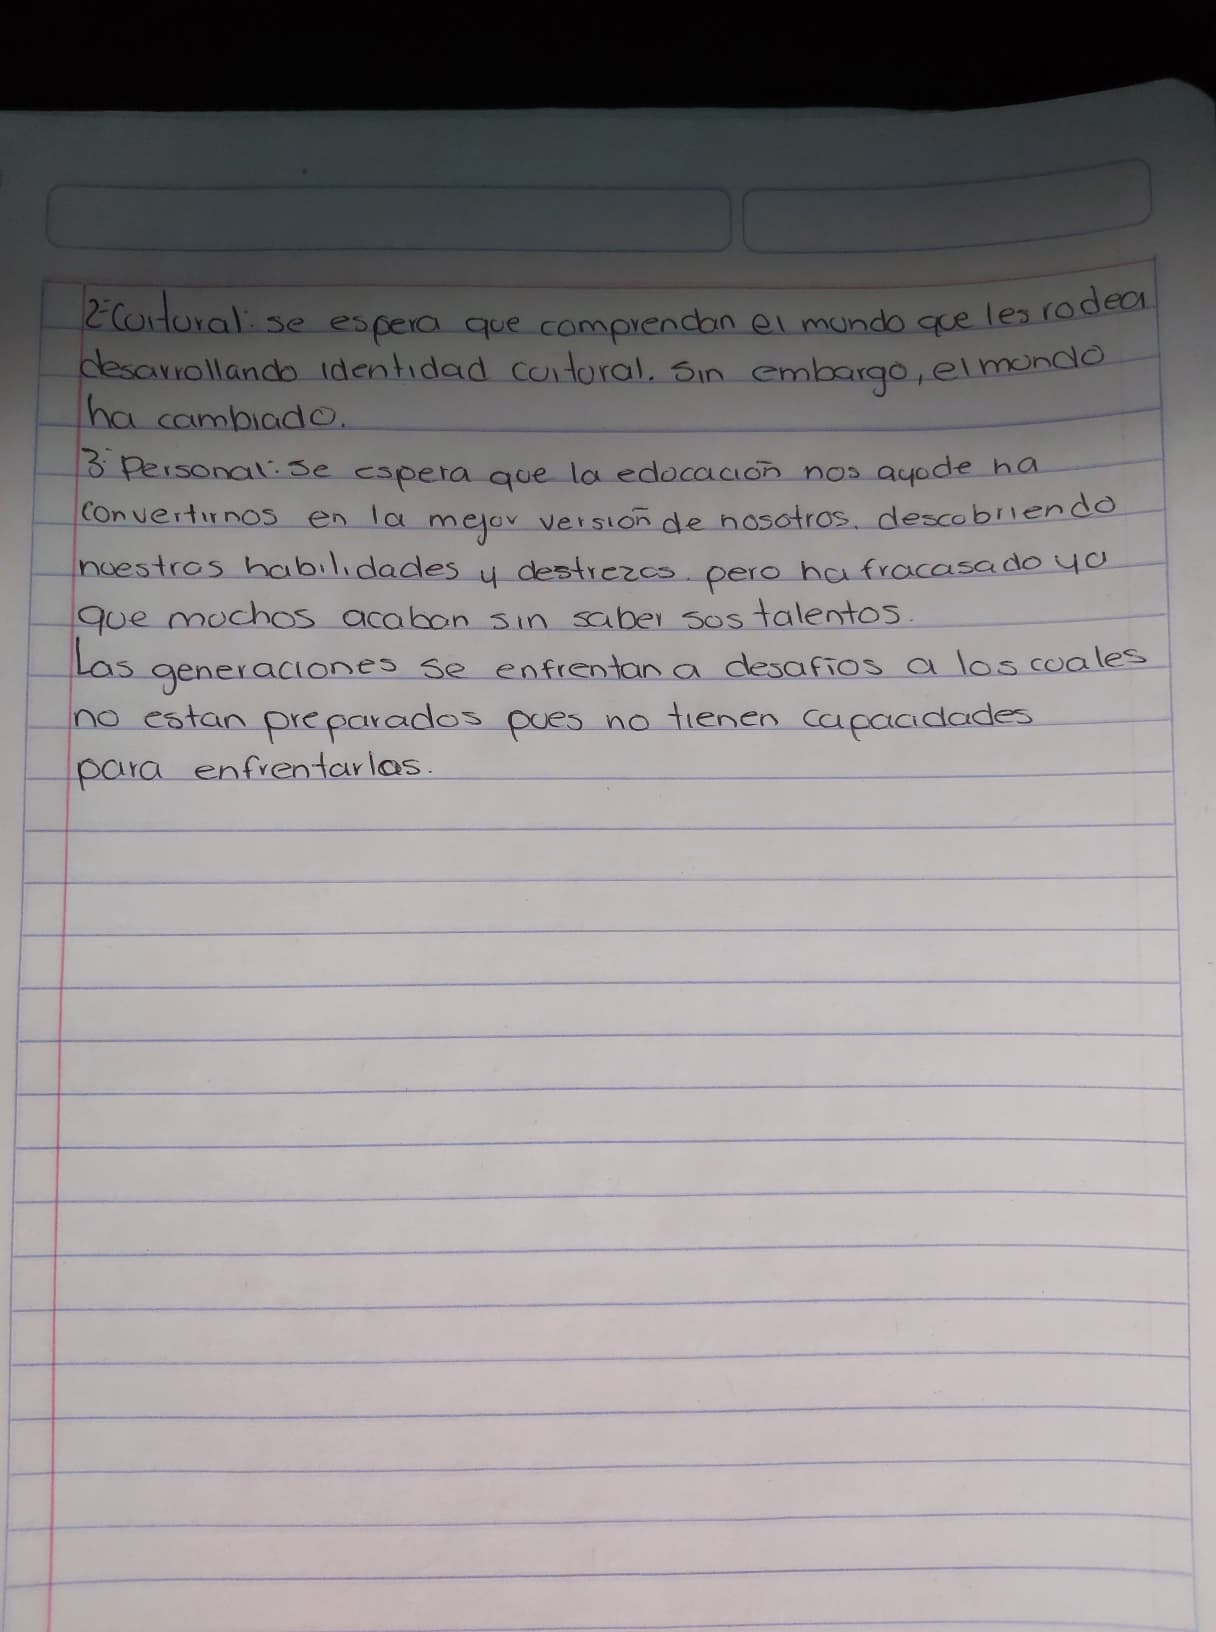 2-Cultural: se espera que comprendan el mundo que les rodea
desarrollando identidad cultural. Sin embargo, el mundo
ha cambiado.
3- Personal: Se espera que la educación nos ayude ha
convertirnos en la mejor versión de nosotros. descubriendo
nuestras habilidades y destrezas. pero ha fracasado ya
que muchos acaban sin saber sus talentos.
Las generaciones se enfrentan a desafios a los cuales
no estan preparados pues no tienen capacidades
para enfrentarlas.